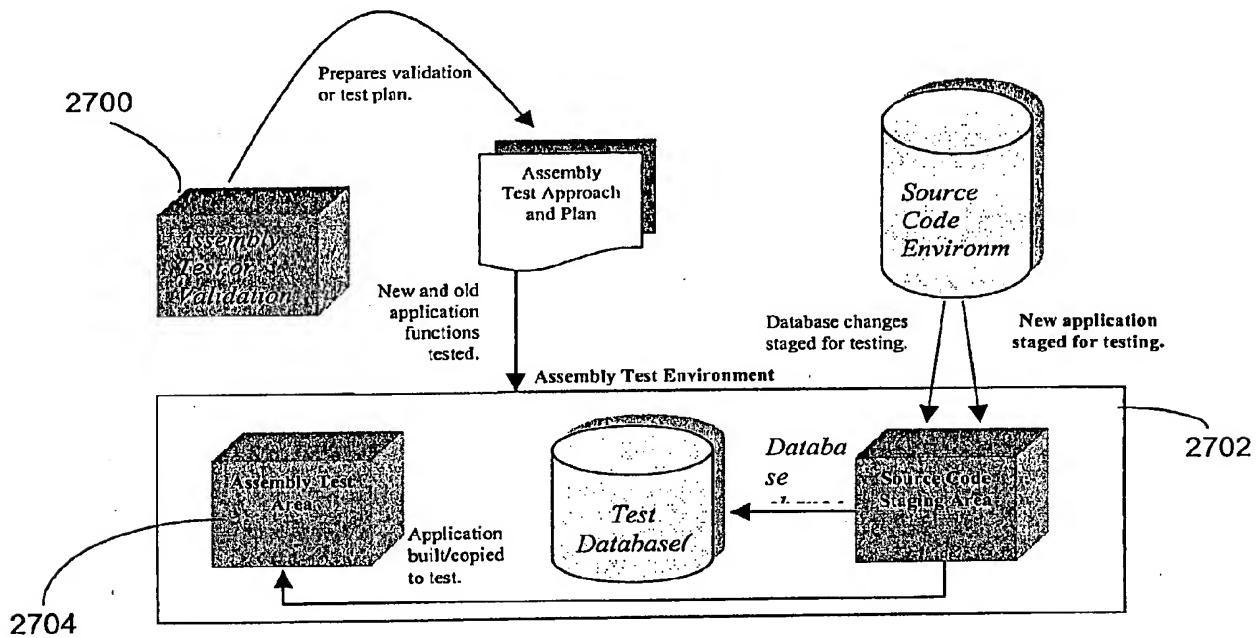 Prepares validation
or test plan.
2700
Assembly
Test Approach
and Plan
Assembly
Test or
Validation
Source
Code
Environm
New and old
application
functions
tested.
Database changes
staged for testing.
New application
staged for testing.
Assembly Test Environment
2702
Assembly Test
Area
Databa
se
Source Code
Staging Area
Test
Database(
Application
built/copied
to test.
2704